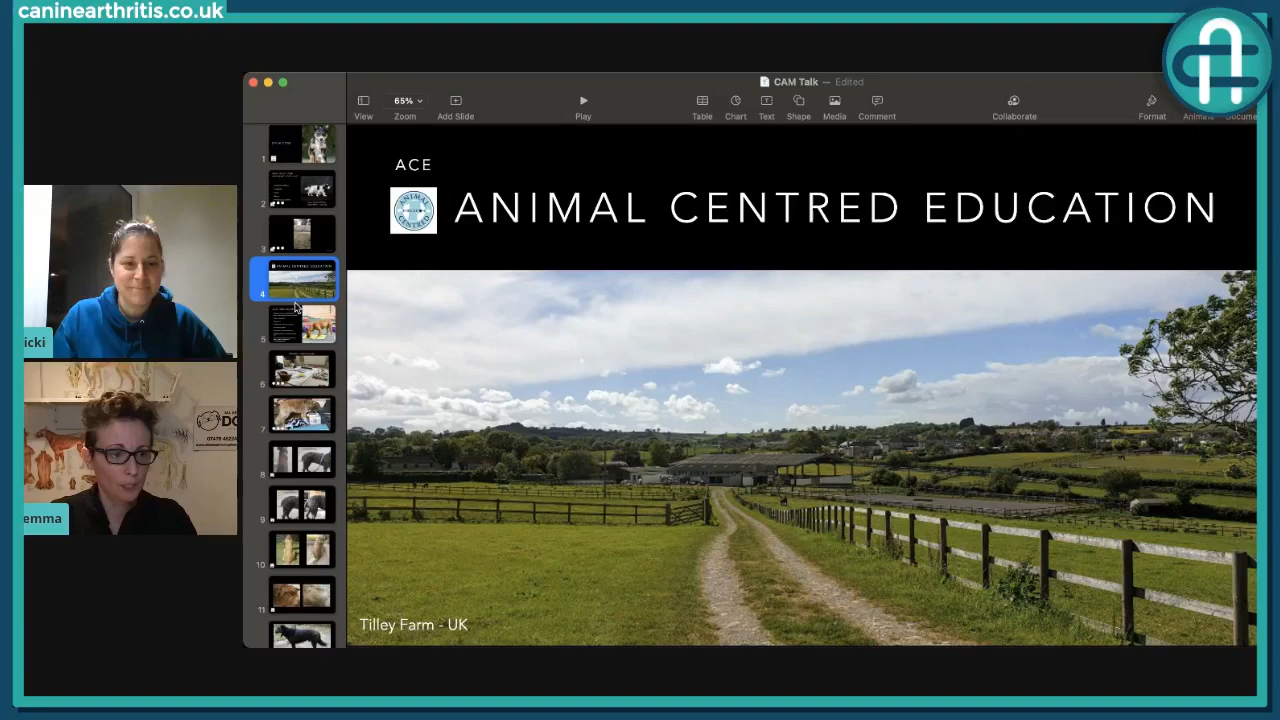 caninearthritis.co.uk
CAM Talk — Edited
65%
View
Zoom
Add Slide
Play
Table
Chart
Text
Shape
Media
Comment
Collaborate
Format
Animate
1
2
3
4
5
6
7
8
9
10
11
ACE
ANIMAL CENTRED EDUCATION
icki
emma
Tilley Farm - UK